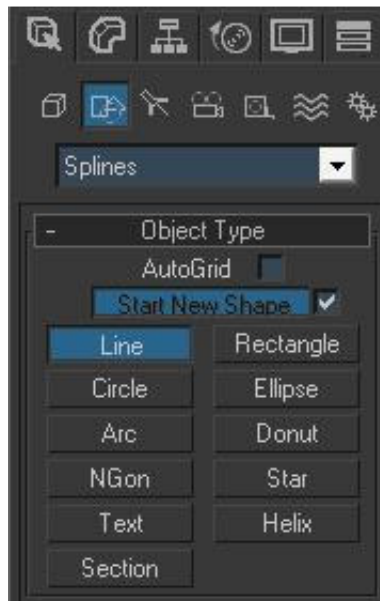 Splines
- Object Type
AutoGrid
Start New Shape
Line Rectangle
Circle Ellipse
Arc Donut
NGon Star
Text Helix
Section